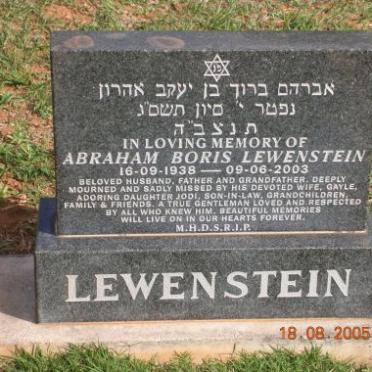 פנ
אברהם ברוך בן יעקב אהרון
נפטר י' סיון תשס"ג
תנצב"ה
IN LOVING MEMORY OF
ABRAHAM BORIS LEWENSTEIN
16-09-1938 — 09-06-2003
BELOVED HUSBAND, FATHER AND GRANDFATHER. DEEPLY
MOURNED AND SADLY MISSED BY HIS DEVOTED WIFE, GAYLE,
ADORING DAUGHTER JODI, SON-IN-LAW, GRANDCHILDREN,
FAMILY & FRIENDS. A TRUE GENTLEMAN LOVED AND RESPECTED
BY ALL WHO KNEW HIM. BEAUTIFUL MEMORIES
WILL LIVE ON IN OUR HEARTS FOREVER.
M.H.D.S.R.I.P.
LEWENSTEIN
18.08.2005